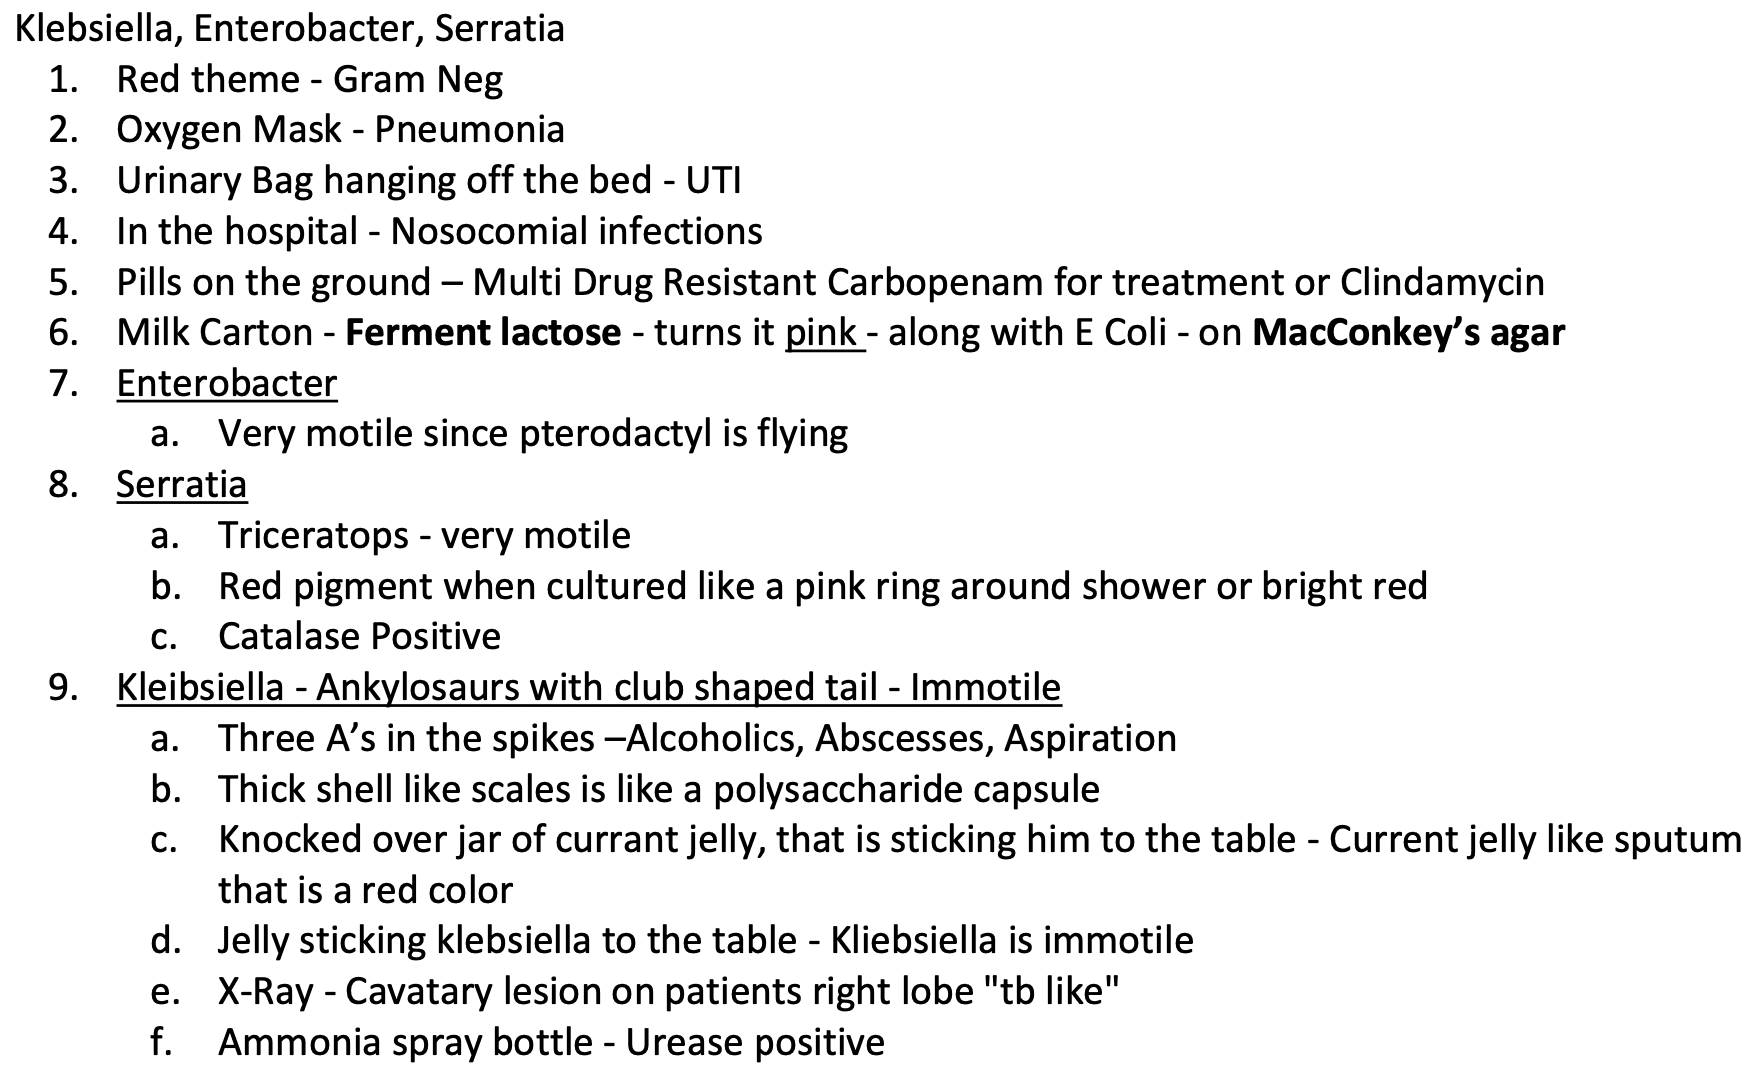 Klebsiella, Enterobacter, Serratia
1. Red theme - Gram Neg
2. Oxygen Mask - Pneumonia
3. Urinary Bag hanging off the bed - UTI
4. In the hospital - Nosocomial infections
5. Pills on the ground – Multi Drug Resistant Carbopenam for treatment or Clindamycin
6. Milk Carton - Ferment lactose - turns it pink - along with E Coli - on MacConkey’s agar
7. Enterobacter
a. Very motile since pterodactyl is flying
8. Serratia
a. Triceratops - very motile
b. Red pigment when cultured like a pink ring around shower or bright red
c. Catalase Positive
9. Kleibsiella - Ankylosaurs with club shaped tail - Immotile
a. Three A’s in the spikes –Alcoholics, Abscesses, Aspiration
b. Thick shell like scales is like a polysaccharide capsule
c. Knocked over jar of currant jelly, that is sticking him to the table - Current jelly like sputum
that is a red color
d. Jelly sticking klebsiella to the table - Kliebsiella is immotile
e. X-Ray - Cavatary lesion on patients right lobe "tb like"
f. Ammonia spray bottle - Urease positive